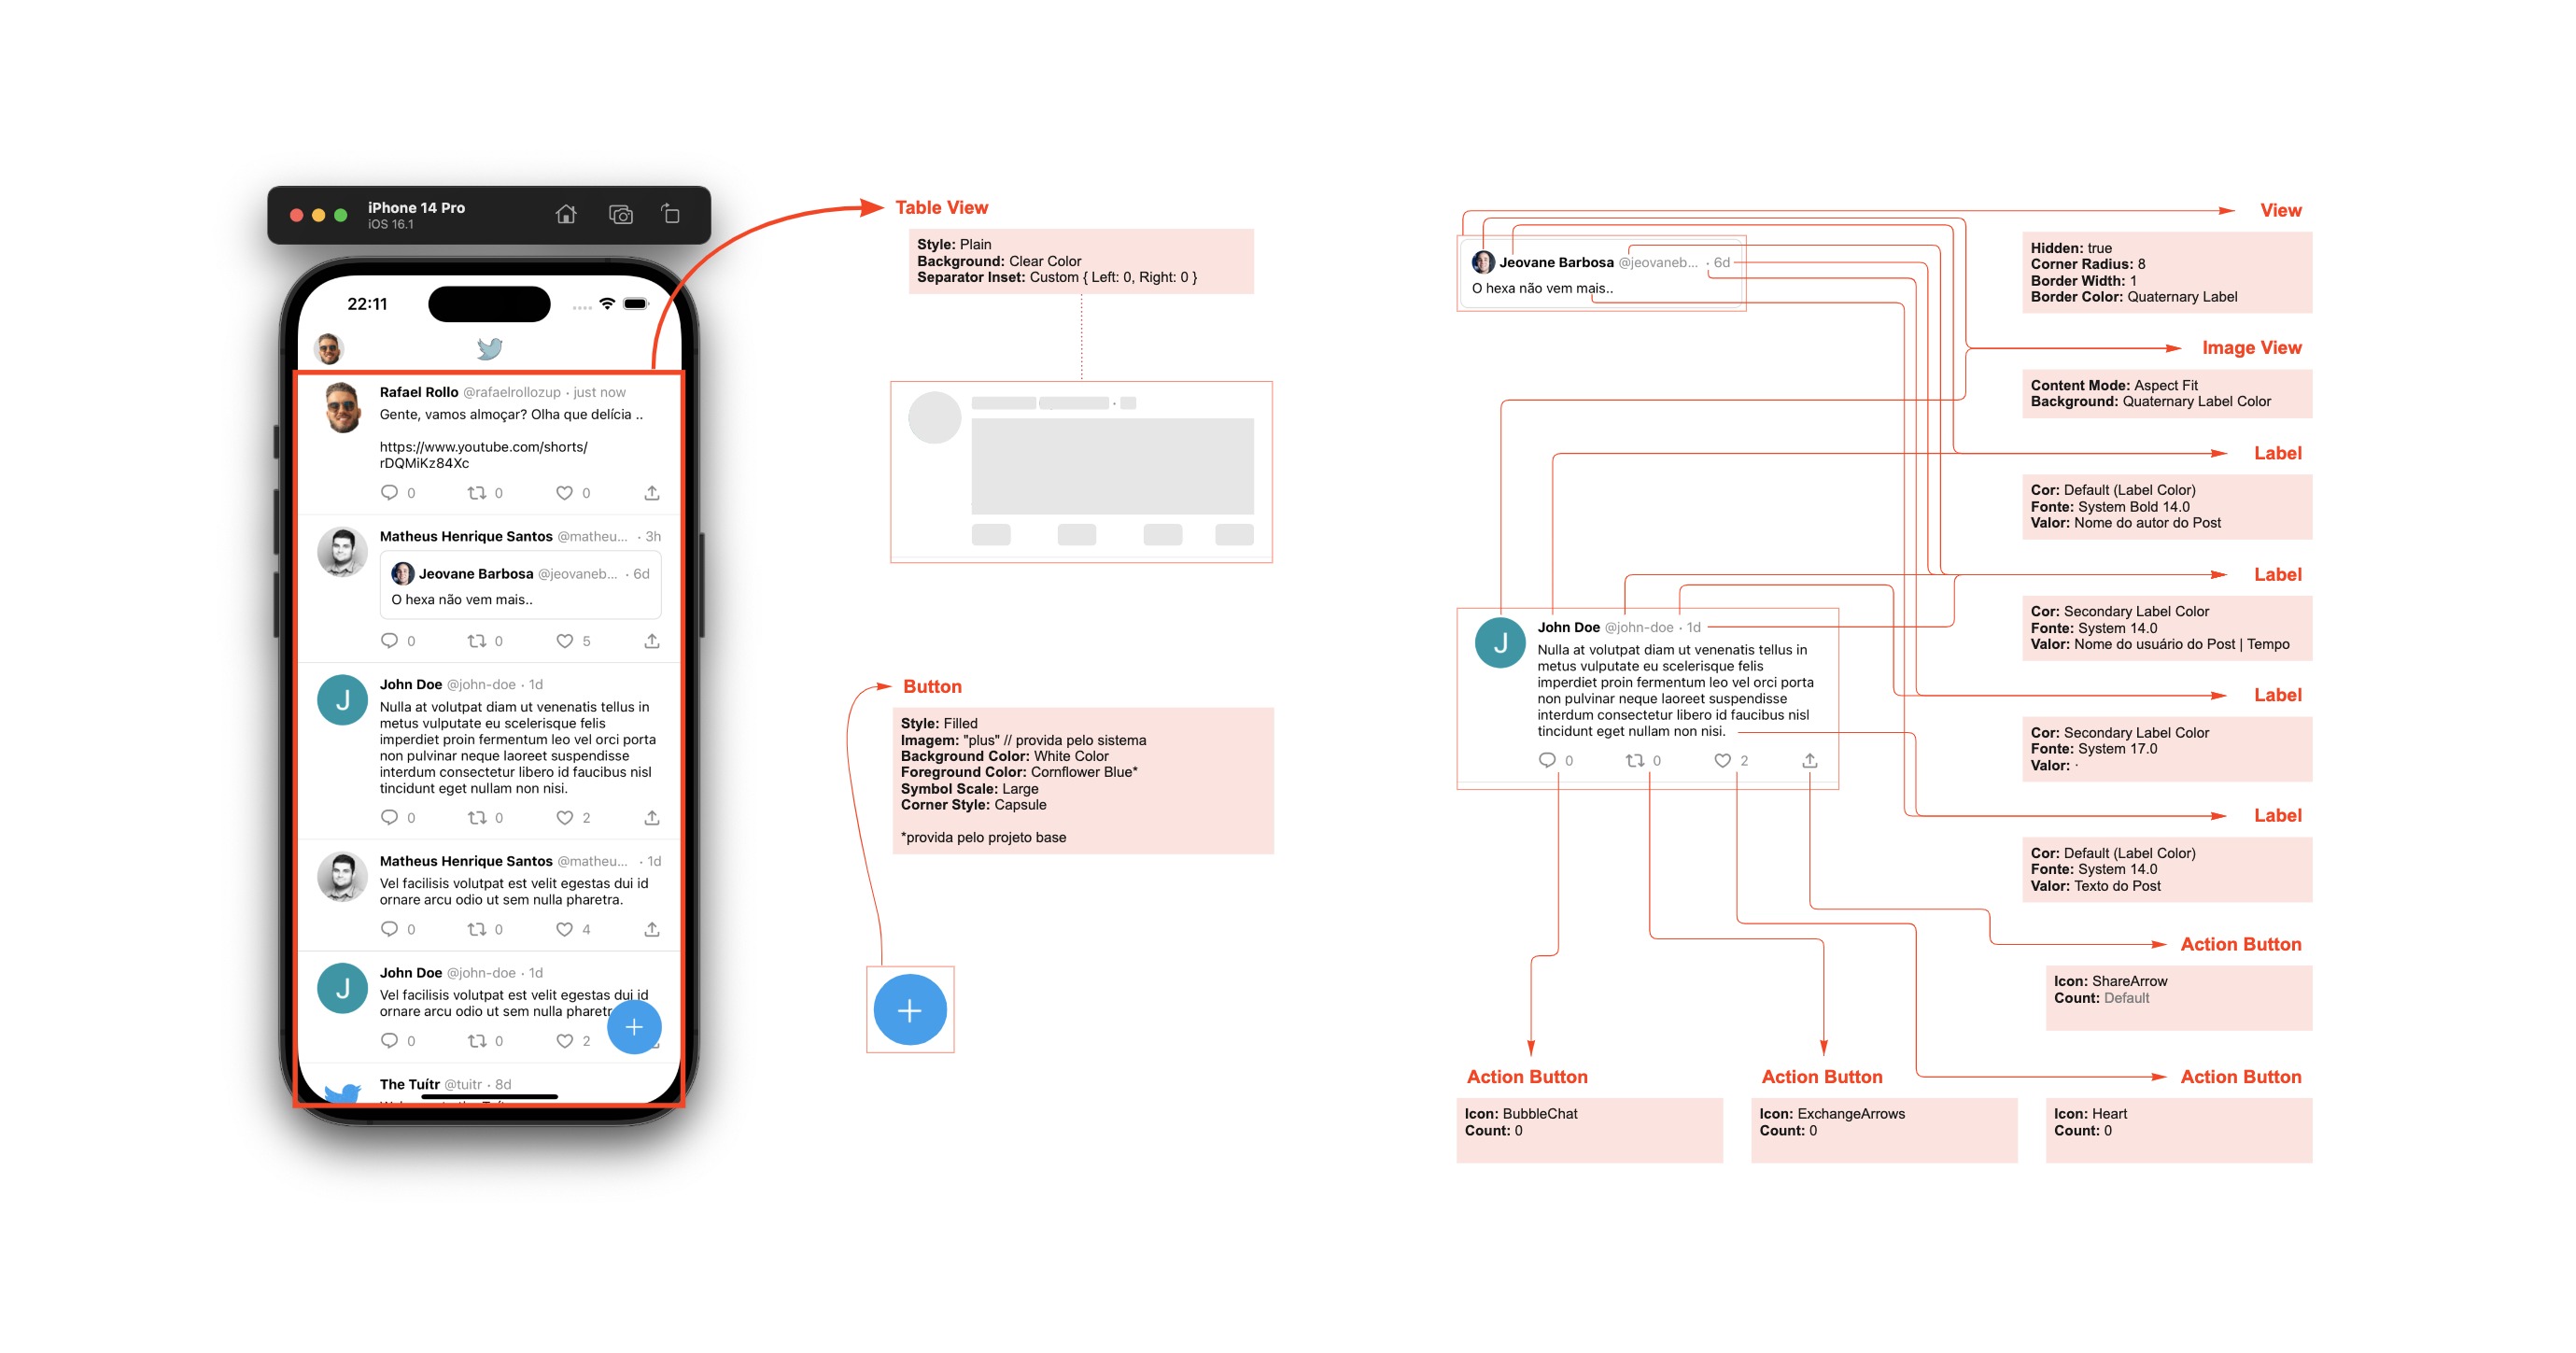 iPhone 14 Pro
iOS 16.1
22:11
Rafael Rollo @rafaelrollozup · just now
Gente, vamos almoçar? Olha que delícia ..
https://www.youtube.com/shorts/
rDQMiKz84Xc
0 0 0
Matheus Henrique Santos @matheu... · 3h
Jeovane Barbosa @jeovaneb... · 6d
O hexa não vem mais..
0 0 5
J
John Doe @john-doe · 1d
Nulla at volutpat diam ut venenatis tellus in
metus vulputate eu scelerisque felis
imperdiet proin fermentum leo vel orci porta
non pulvinar neque laoreet suspendisse
interdum consectetur libero id faucibus nisl
tincidunt eget nullam non nisi.
0 0 2
Matheus Henrique Santos @matheu... · 1d
Vel facilisis volutpat est velit egestas dui id
ornare arcu odio ut sem nulla pharetra.
0 0 4
J
John Doe @john-doe · 1d
Vel facilisis volutpat est velit egestas dui id
ornare arcu odio ut sem nulla pharetr
0 0 2
The Tuítr @tuitr · 8d
Table View
Style: Plain
Background: Clear Color
Separator Inset: Custom { Left: 0, Right: 0 }
Button
Style: Filled
Imagem: "plus" // provida pelo sistema
Background Color: White Color
Foreground Color: Cornflower Blue*
Symbol Scale: Large
Corner Style: Capsule
*provida pelo projeto base
Jeovane Barbosa @jeovaneb... · 6d
O hexa não vem mais..
J
John Doe @john-doe · 1d
Nulla at volutpat diam ut venenatis tellus in
metus vulputate eu scelerisque felis
imperdiet proin fermentum leo vel orci porta
non pulvinar neque laoreet suspendisse
interdum consectetur libero id faucibus nisl
tincidunt eget nullam non nisi.
0 0 2
View
Hidden: true
Corner Radius: 8
Border Width: 1
Border Color: Quaternary Label
Image View
Content Mode: Aspect Fit
Background: Quaternary Label Color
Label
Cor: Default (Label Color)
Fonte: System Bold 14.0
Valor: Nome do autor do Post
Label
Cor: Secondary Label Color
Fonte: System 14.0
Valor: Nome do usuário do Post | Tempo
Label
Cor: Secondary Label Color
Fonte: System 17.0
Valor: ·
Label
Cor: Default (Label Color)
Fonte: System 14.0
Valor: Texto do Post
Action Button
Icon: ShareArrow
Count: Default
Action Button
Icon: BubbleChat
Count: 0
Action Button
Icon: ExchangeArrows
Count: 0
Action Button
Icon: Heart
Count: 0